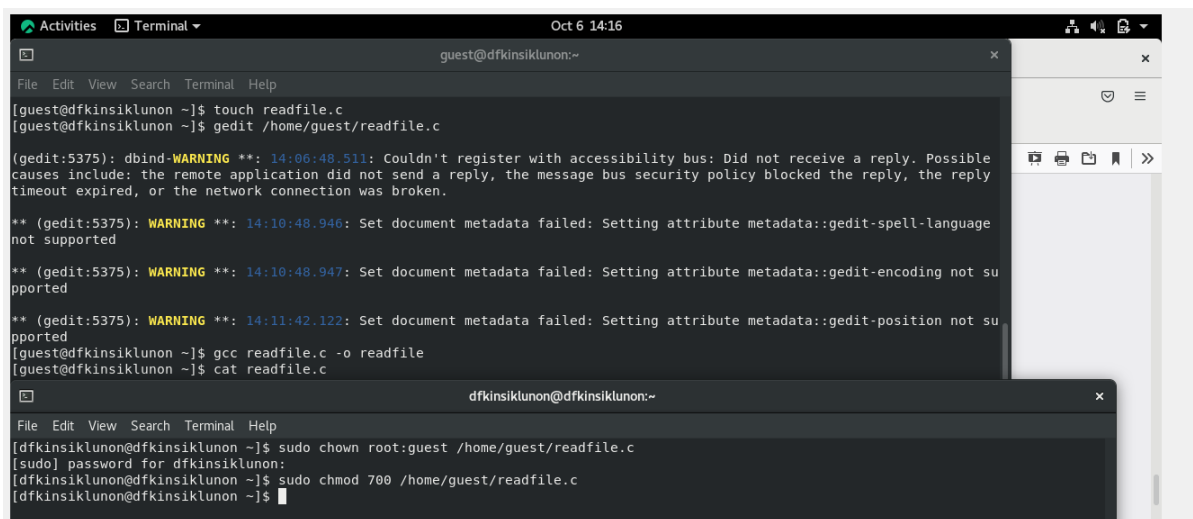 Activities Terminal Oct 6 14:16
guest@dfkinsiklunon:~
File Edit View Search Terminal Help
[guest@dfkinsiklunon ~]$ touch readfile.c
[guest@dfkinsiklunon ~]$ gedit /home/guest/readfile.c
(gedit:5375): dbind-WARNING **: 14:06:48.511: Couldn't register with accessibility bus: Did not receive a reply. Possible
causes include: the remote application did not send a reply, the message bus security policy blocked the reply, the reply
timeout expired, or the network connection was broken.
** (gedit:5375): WARNING **: 14:10:48.946: Set document metadata failed: Setting attribute metadata::gedit-spell-language
not supported
** (gedit:5375): WARNING **: 14:10:48.947: Set document metadata failed: Setting attribute metadata::gedit-encoding not su
pported
** (gedit:5375): WARNING **: 14:11:42.122: Set document metadata failed: Setting attribute metadata::gedit-position not su
pported
[guest@dfkinsiklunon ~]$ gcc readfile.c -o readfile
[guest@dfkinsiklunon ~]$ cat readfile.c
dfkinsiklunon@dfkinsiklunon:~
File Edit View Search Terminal Help
[dfkinsiklunon@dfkinsiklunon ~]$ sudo chown root:guest /home/guest/readfile.c
[sudo] password for dfkinsiklunon:
[dfkinsiklunon@dfkinsiklunon ~]$ sudo chmod 700 /home/guest/readfile.c
[dfkinsiklunon@dfkinsiklunon ~]$